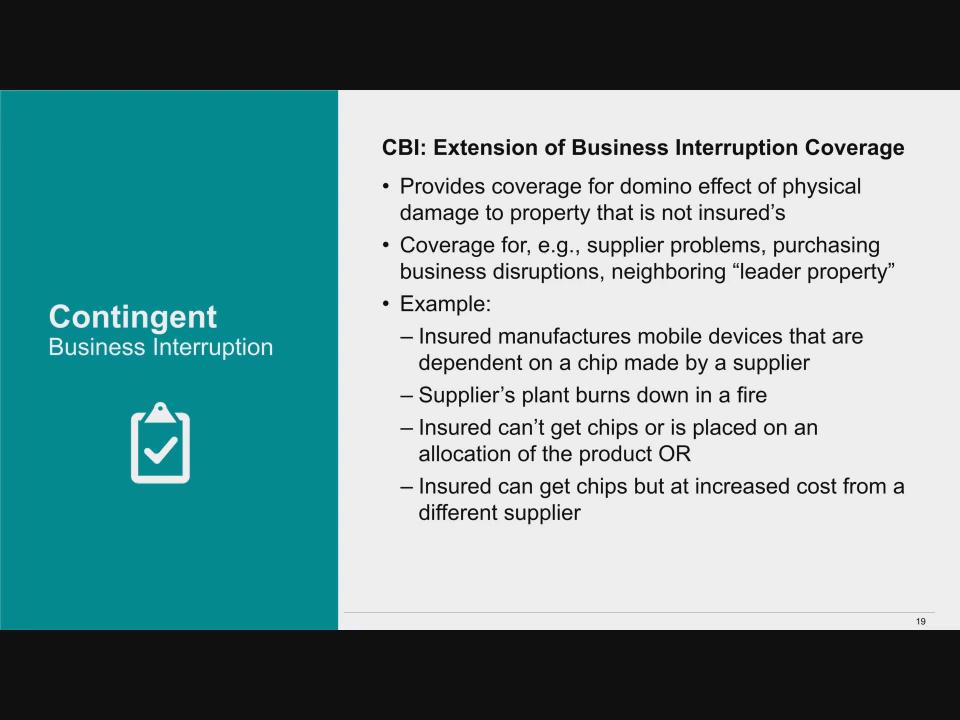 Contingent
Business Interruption
CBI: Extension of Business Interruption Coverage
• Provides coverage for domino effect of physical
damage to property that is not insured’s
• Coverage for, e.g., supplier problems, purchasing
business disruptions, neighboring “leader property”
• Example:
– Insured manufactures mobile devices that are
dependent on a chip made by a supplier
– Supplier’s plant burns down in a fire
– Insured can’t get chips or is placed on an
allocation of the product OR
– Insured can get chips but at increased cost from a
different supplier
19